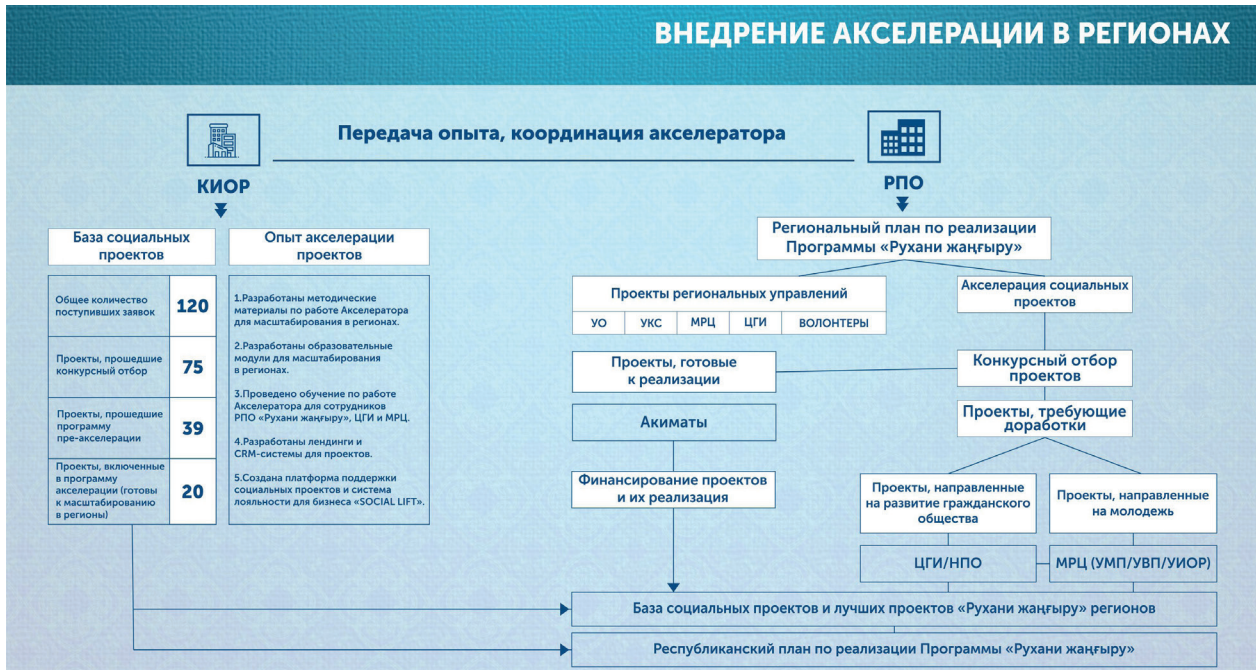 ВНЕДРЕНИЕ АКСЕЛЕРАЦИИ В РЕГИОНАХ
Передача опыта, координация акселератора
КИОР
РПО
База социальных
проектов
Общее количество
поступивших заявок
120
Проекты, прошедшие
конкурсный отбор
75
Проекты, прошедшие
программу
пре-акселерации
39
Проекты, включенные
в программу
акселерации (готовы
к масштабированию
в регионы)
20
Опыт акселерации
проектов
1.Разработаны методические
материалы по работе Акселератора
для масштабирования в регионах.
2.Разработаны образовательные
модули для масштабирования
в регионах.
3.Проведено обучение по работе
Акселератора для сотрудников
РПО «Рухани жаңғыру», ЦГИ и МРЦ.
4.Разработаны лендинги и
CRM-системы для проектов.
5.Создана платформа поддержки
социальных проектов и система
лояльности для бизнеса «SOCIAL LIFT».
Региональный план по реализации
Программы «Рухани жаңғыру»
Проекты региональных управлений
УО
УКС
МРЦ
ЦГИ
ВОЛОНТЕРЫ
Акселерация социальных
проектов
Проекты, готовые
к реализации
Конкурсный отбор
проектов
Акиматы
Проекты, требующие
доработки
Финансирование проектов
и их реализация
Проекты, направленные
на развитие гражданского
общества
Проекты, направленные
на молодежь
ЦГИ/НПО
МРЦ (УМП/УВП/УИОР)
База социальных проектов и лучших проектов «Рухани жаңғыру» регионов
Республиканский план по реализации Программы «Рухани жаңғыру»